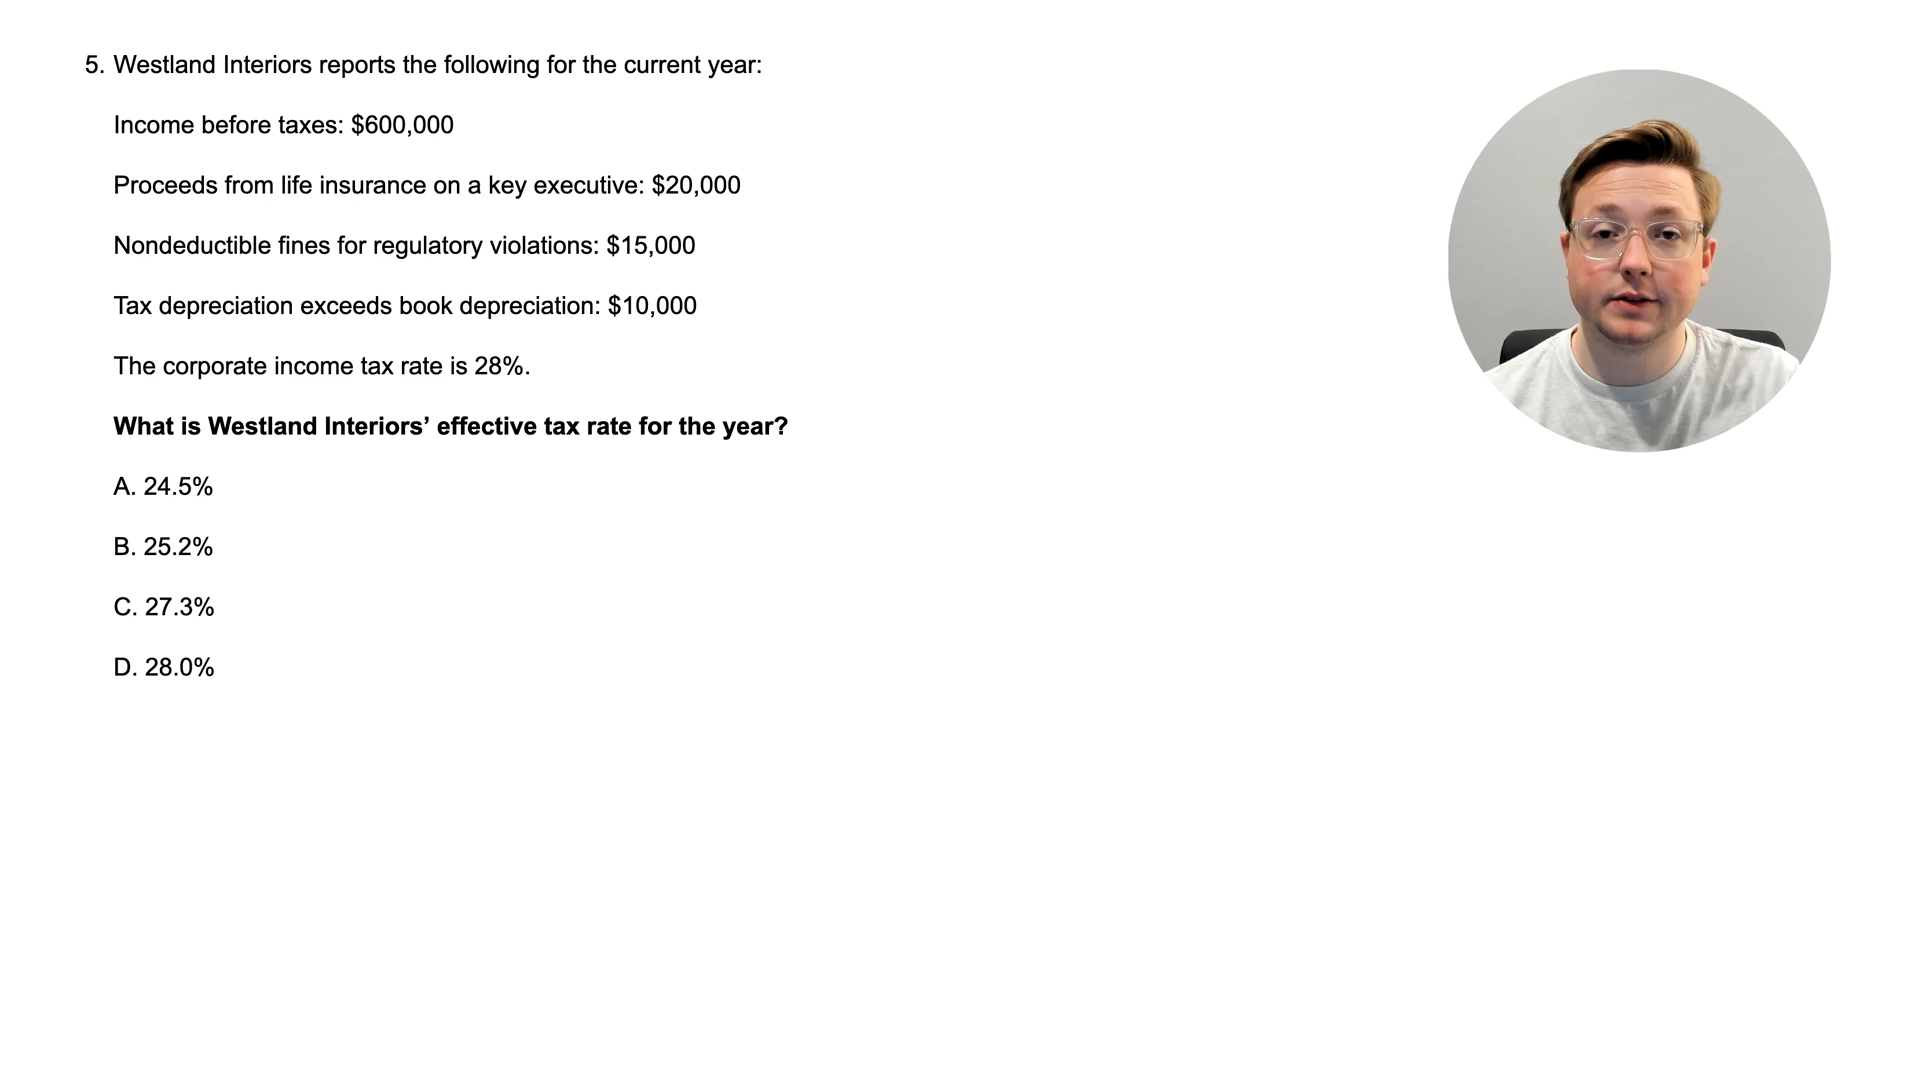 5. Westland Interiors reports the following for the current year:
Income before taxes: $600,000
Proceeds from life insurance on a key executive: $20,000
Nondeductible fines for regulatory violations: $15,000
Tax depreciation exceeds book depreciation: $10,000
The corporate income tax rate is 28%.
What is Westland Interiors’ effective tax rate for the year?
A. 24.5%
B. 25.2%
C. 27.3%
D. 28.0%